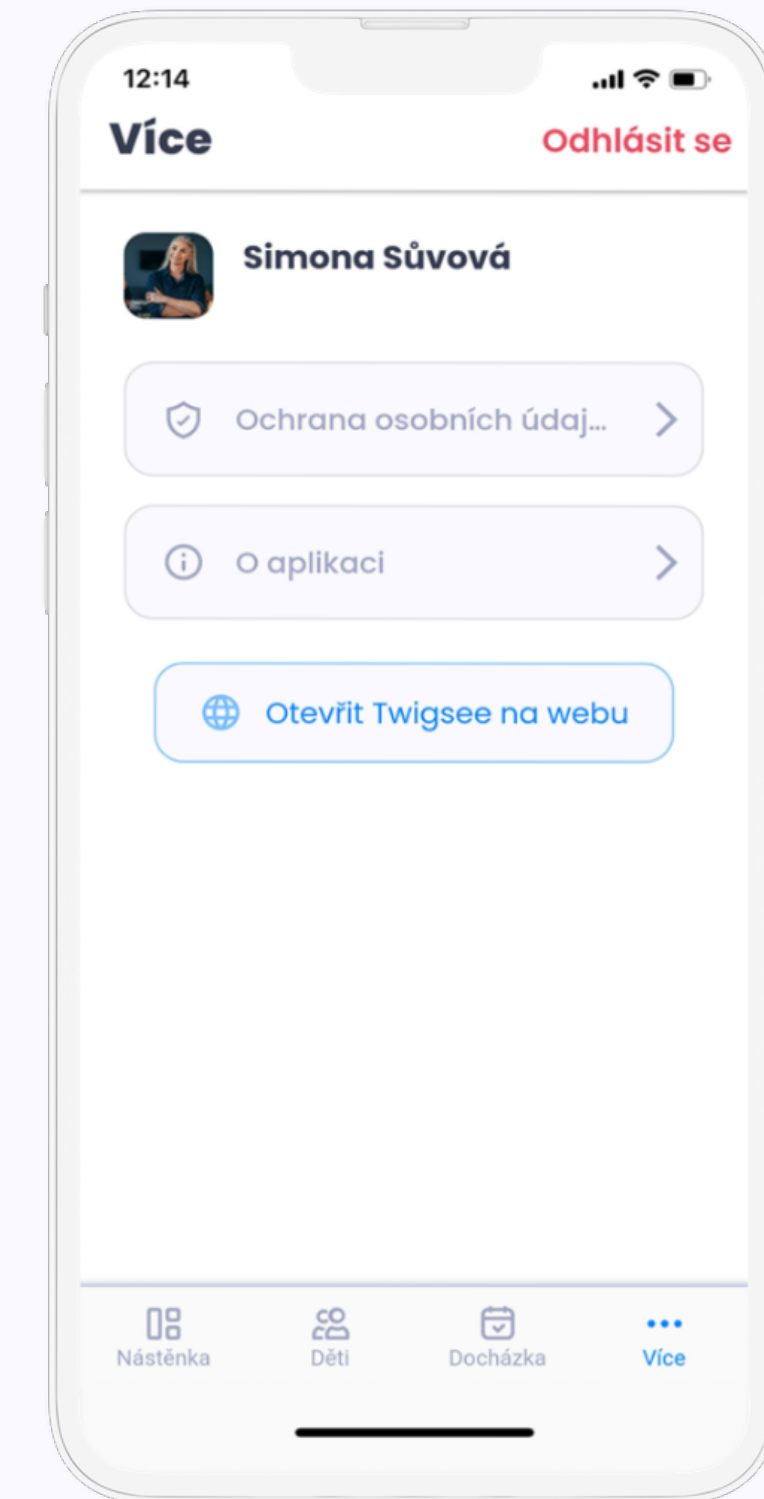 12:14
Více
Odhlásit se
Simona Sůvová
Ochrana osobních údaj...
O aplikaci
Otevřit Twigsee na webu
Nástěnka
Děti
Docházka
Více